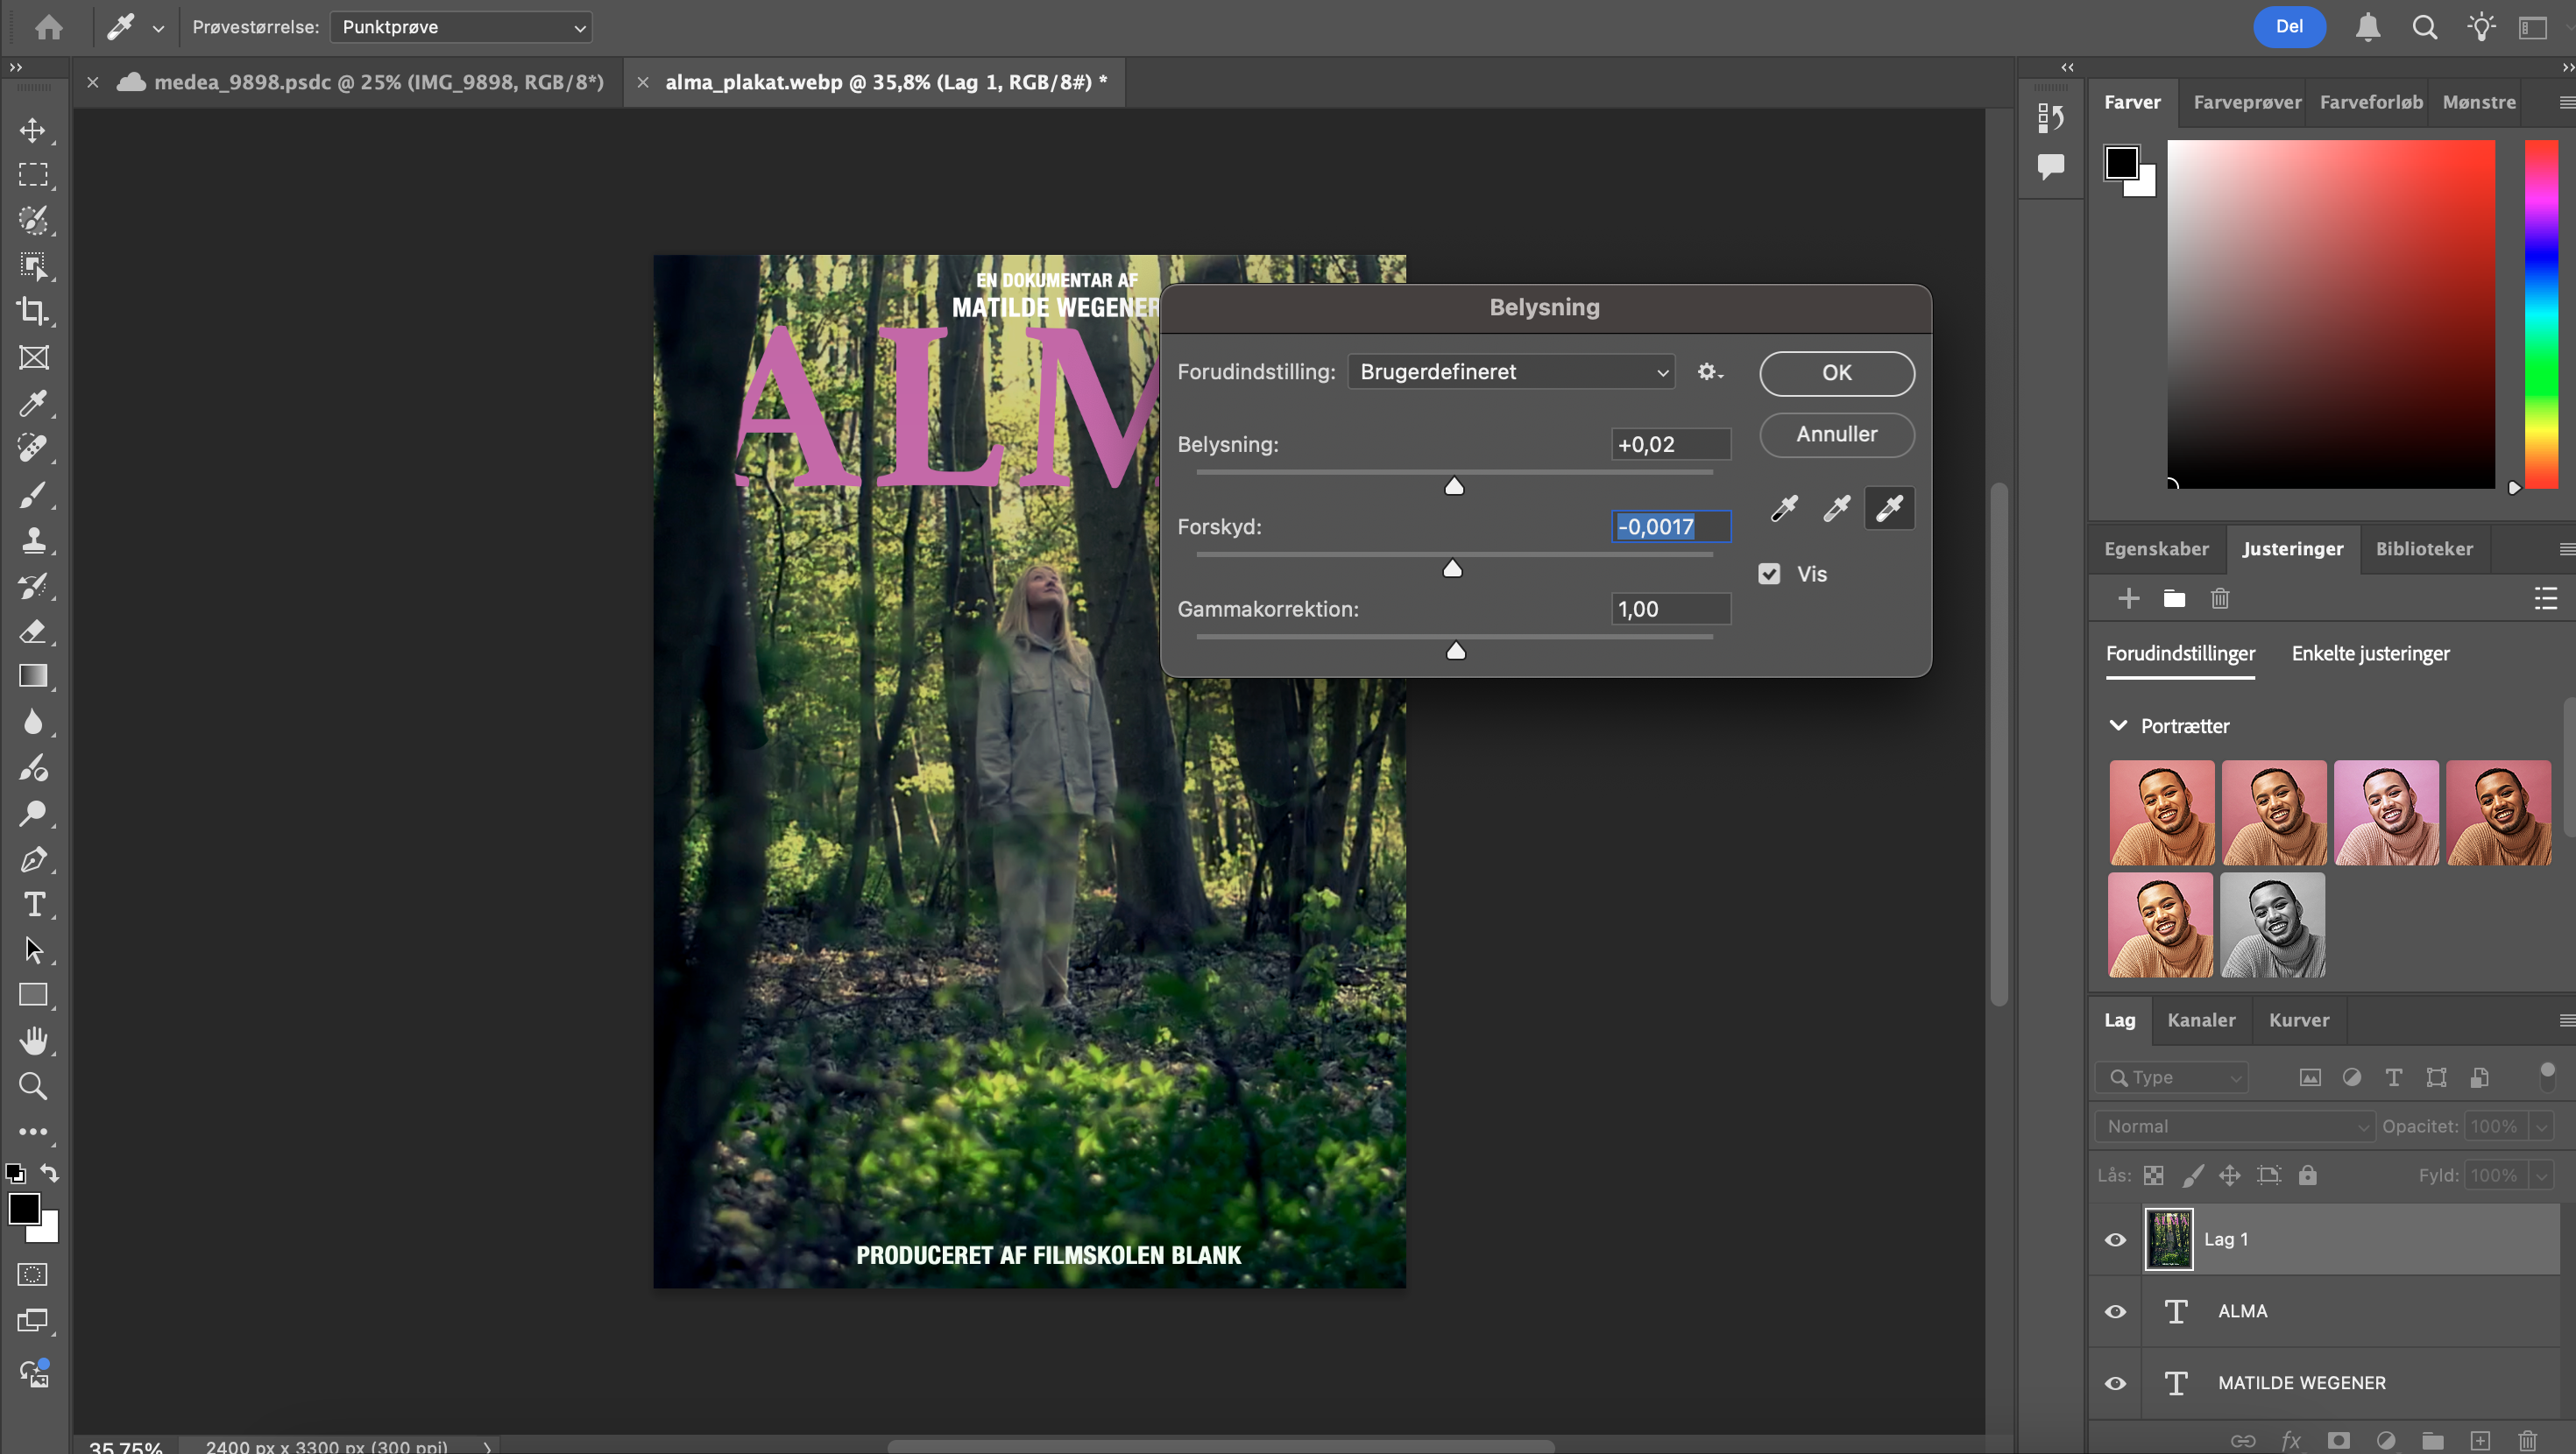 Prøvestørrelse: Punktprøve
Del
medea_9898.psdc @ 25% (IMG_9898, RGB/8*)
alma_plakat.webp @ 35,8% (Lag 1, RGB/8#) *
EN DOKUMENTAR AF
MATILDE WEGENER
ALM
PRODUCERET AF FILMSKOLEN BLANK
Belysning
Forudindstilling: Brugerdefineret
OK
Belysning: +0,02
Annuller
Forskyd: -0,0017
Vis
Gammakorrektion: 1,00
Farver Farveprøver Farveforløb Mønstre
Egenskaber Justeringer Biblioteker
Forudindstillinger Enkelte justeringer
Portrætter
Lag Kanaler Kurver
Type
Normal Opacitet: 100%
Lås: Fyld: 100%
Lag 1
T ALMA
T MATILDE WEGENER
fx
35,75% 2400 px x 3300 px (300 ppi)